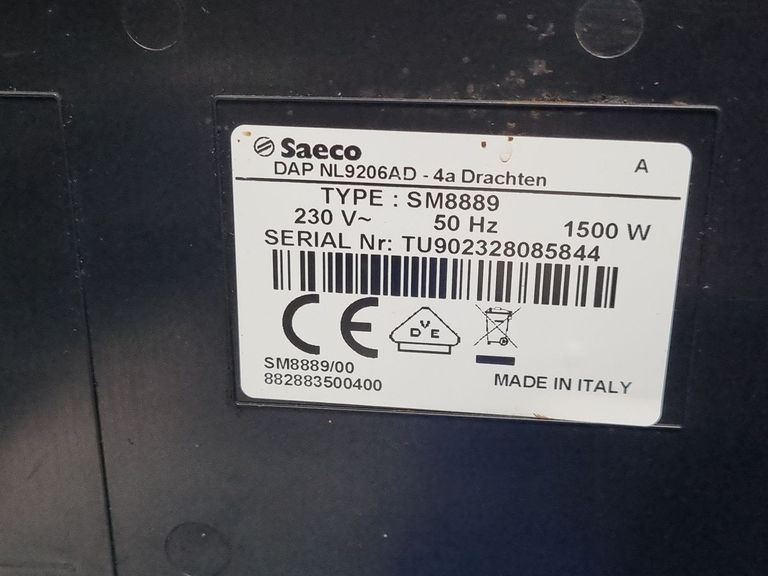 Saeco
A
DAP NL9206AD - 4a Drachten
TYPE : SM8889
230 V~ 50 Hz 1500 W
SERIAL Nr: TU902328085844
CE
VDE
SM8889/00
882883500400
MADE IN ITALY